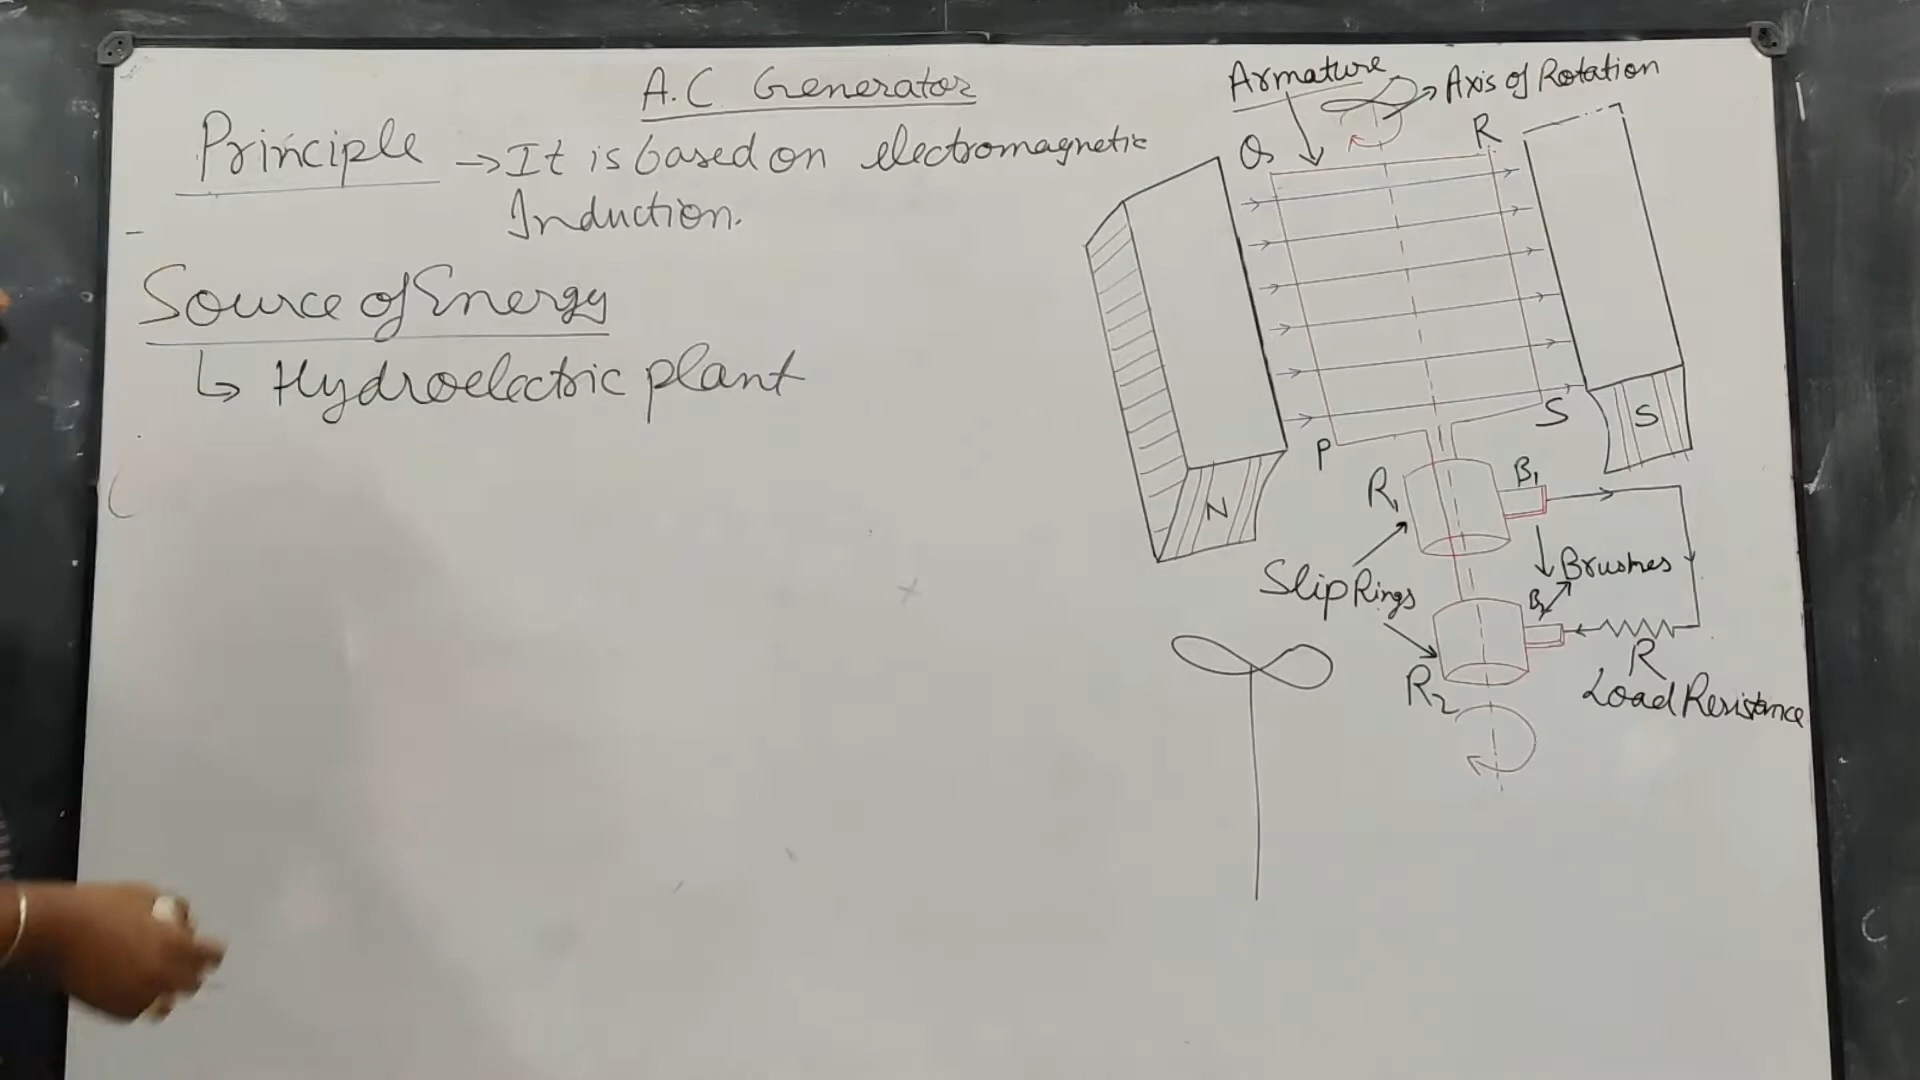 A.C Generator
Principle → It is based on electromagnetic
Induction.
Source of Energy
↳ Hydroelectric plant
Armature
→ Axis of Rotation
Q
R
P
S
N
S
R1
B1
Slip Rings
Brushes
B2
R2
R
Load Resistance